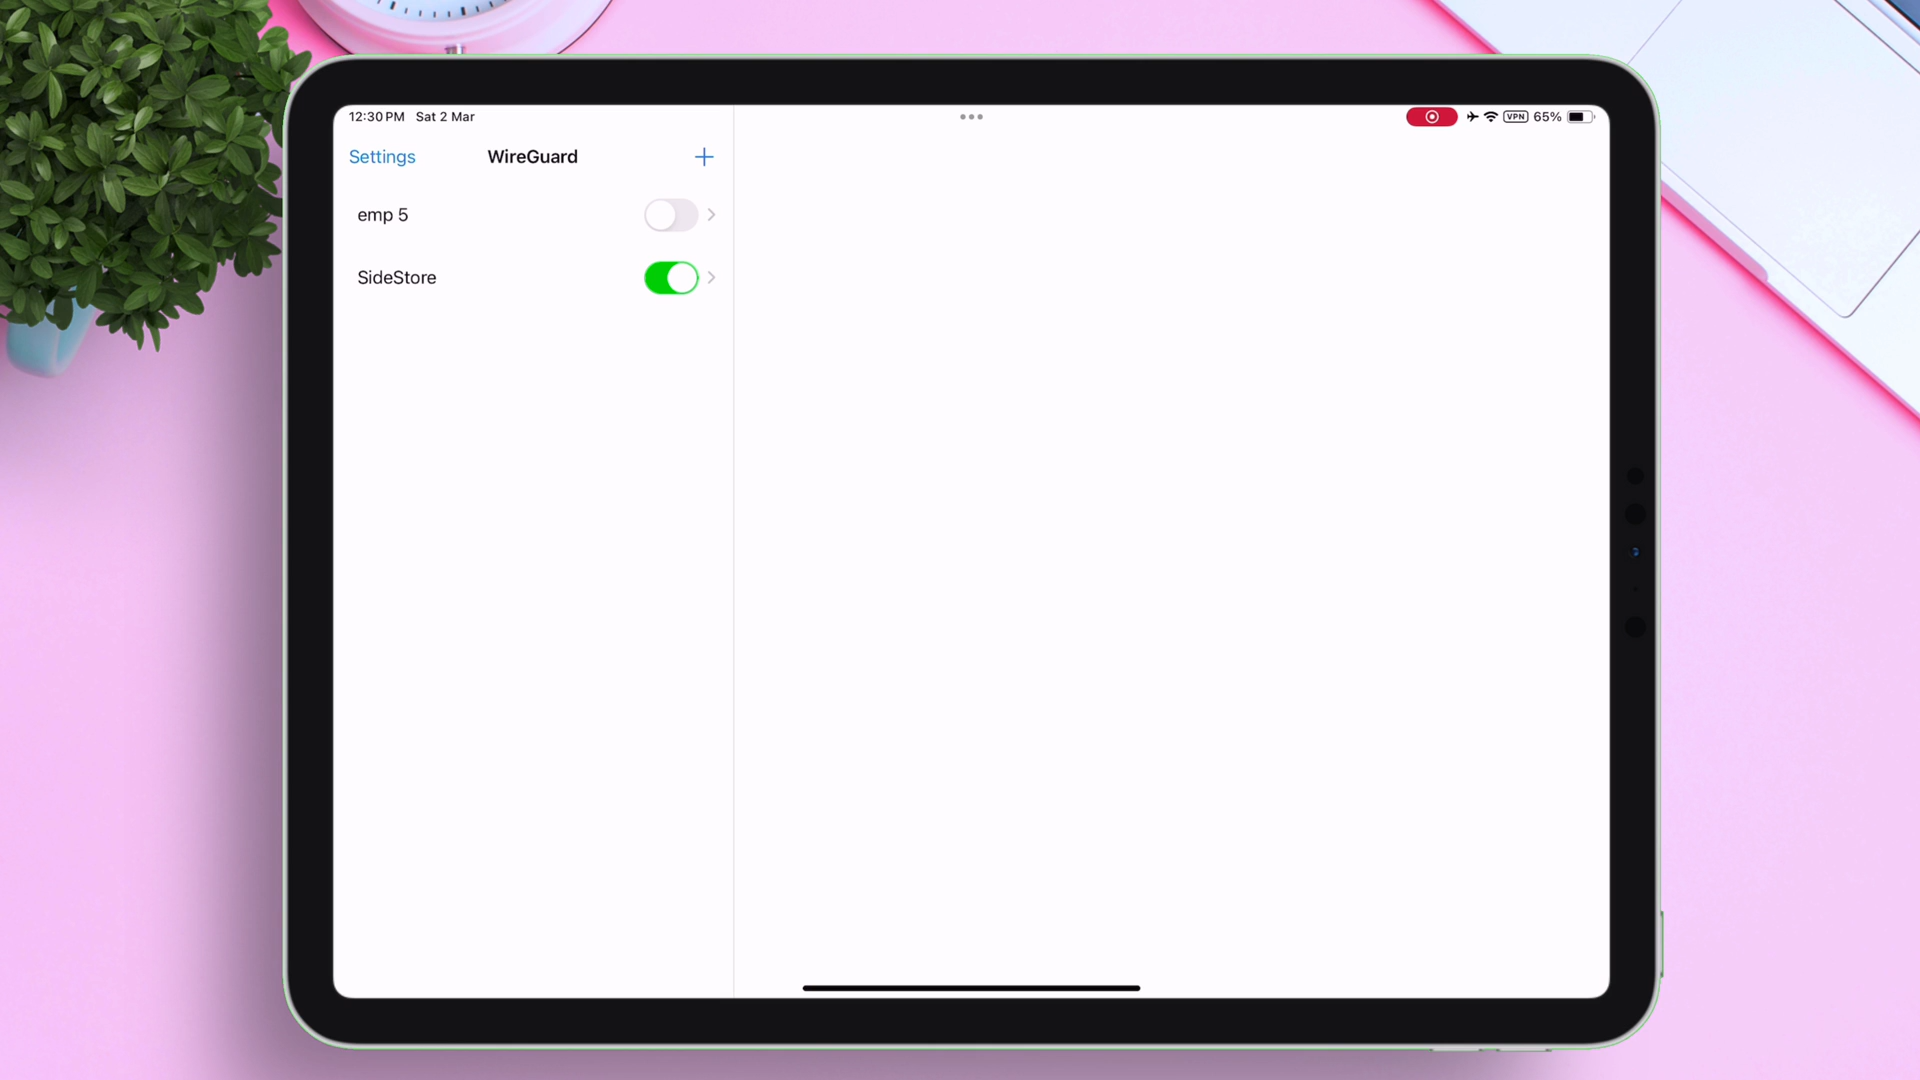 12:30 PM Sat 2 Mar
VPN 65%
Settings WireGuard
emp 5
SideStore